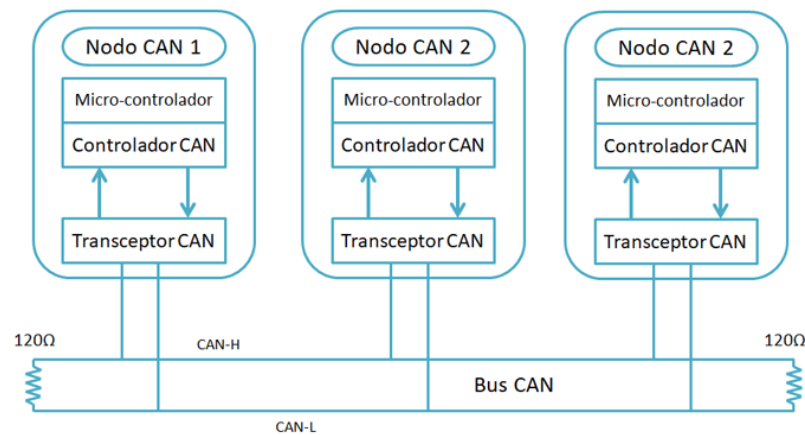 Nodo CAN 1
Micro-controlador
Controlador CAN
Transceptor CAN
Nodo CAN 2
Micro-controlador
Controlador CAN
Transceptor CAN
Nodo CAN 2
Micro-controlador
Controlador CAN
Transceptor CAN
120Ω
CAN-H
120Ω
Bus CAN
CAN-L